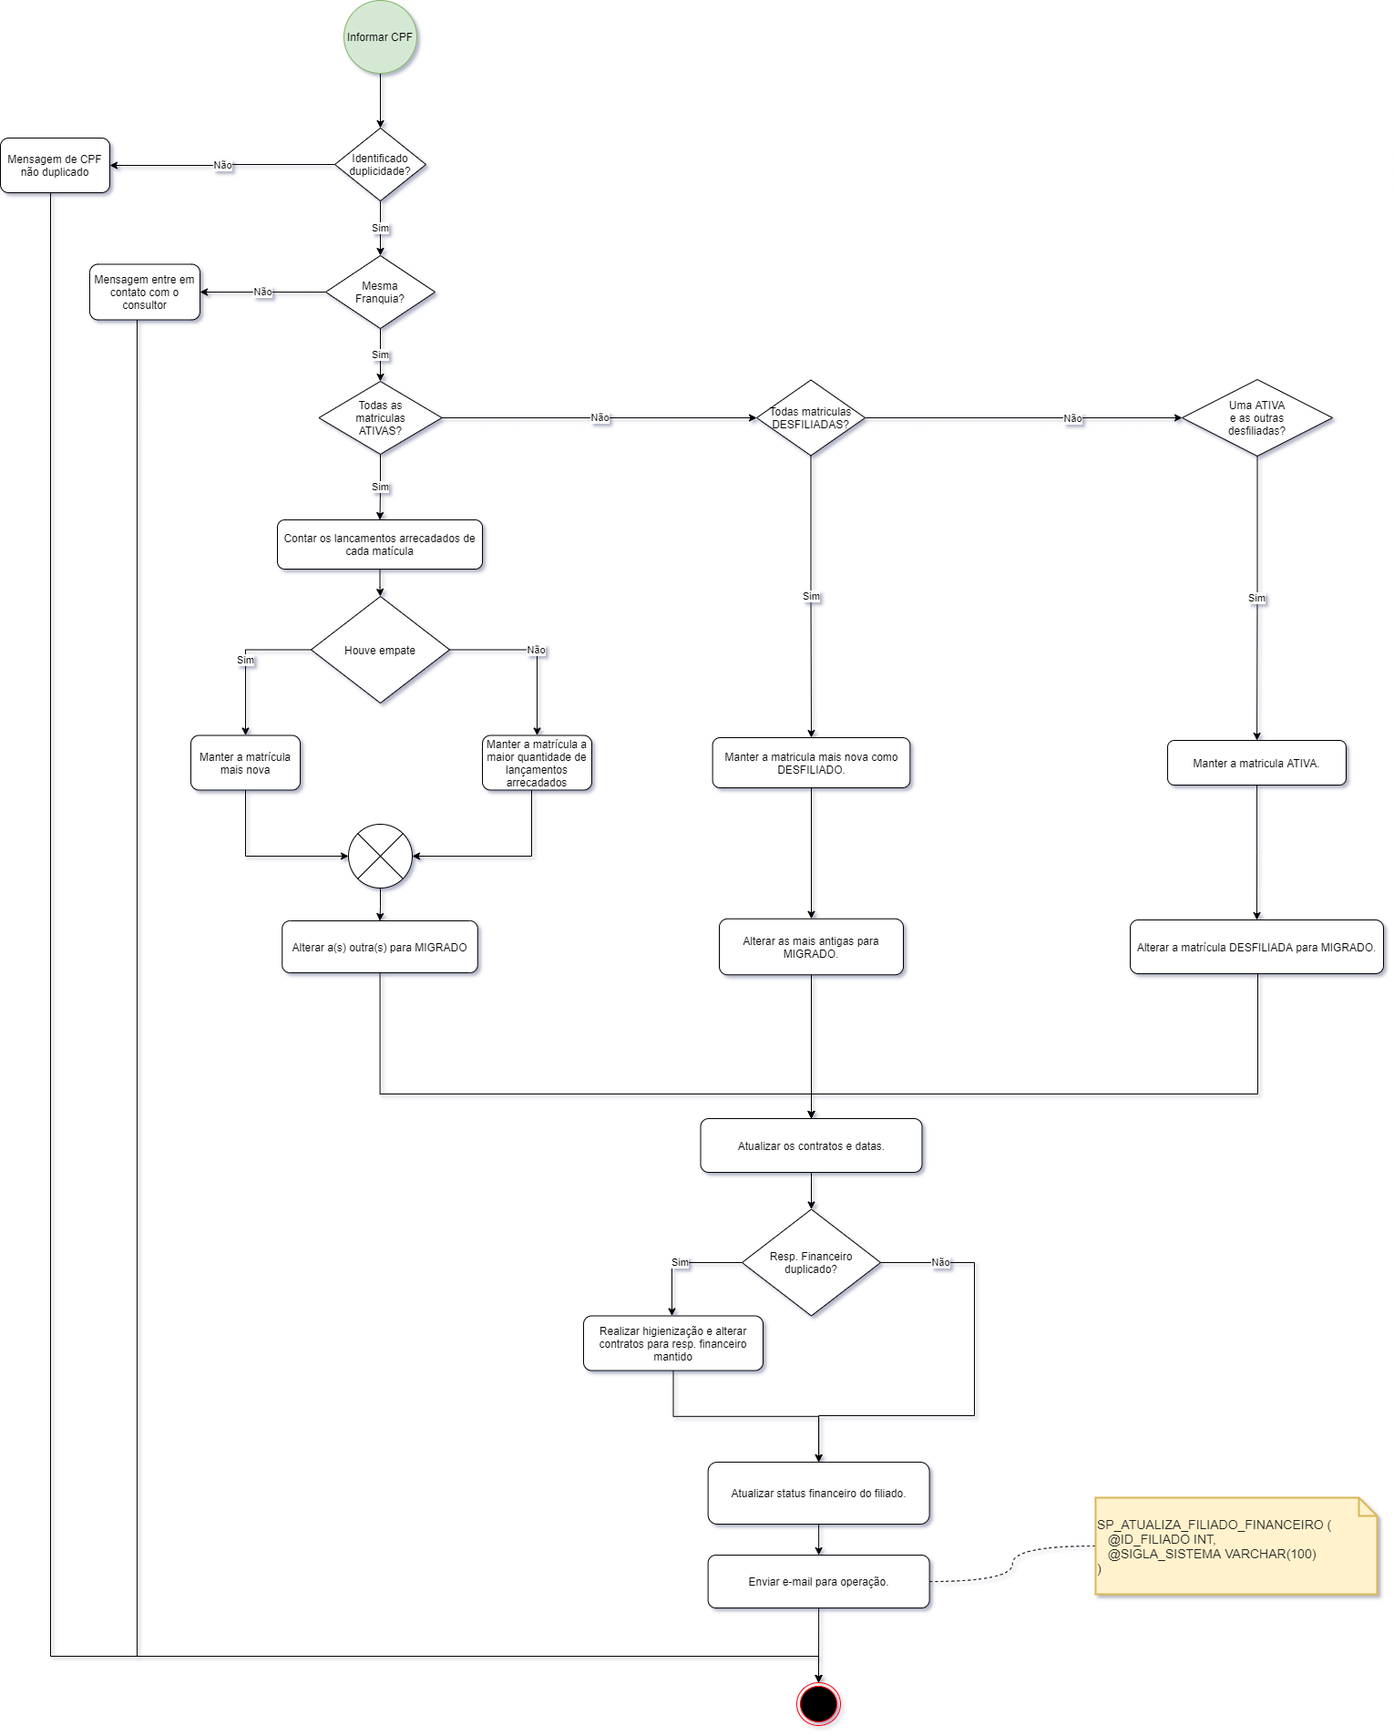 Informar CPF
Identificado
duplicidade?
Não
Mensagem de CPF
não duplicado
Sim
Mesma
Franquia?
Não
Mensagem entre em
contato com o
consultor
Sim
Todas as
matriculas
ATIVAS?
Não
Todas matriculas
DESFILIADAS?
Não
Uma ATIVA
e as outras
desfiliadas?
Sim
Contar os lancamentos arrecadados de
cada matícula
Sim
Sim
Houve empate
Sim
Não
Manter a matrícula
mais nova
Manter a matrícula a
maior quantidade de
lançamentos
arrecadados
Manter a matricula mais nova como
DESFILIADO.
Manter a matricula ATIVA.
Alterar a(s) outra(s) para MIGRADO
Alterar as mais antigas para
MIGRADO.
Alterar a matrícula DESFILIADA para MIGRADO.
Atualizar os contratos e datas.
Resp. Financeiro
duplicado?
Sim
Não
Realizar higienização e alterar
contratos para resp. financeiro
mantido
Atualizar status financeiro do filiado.
SP_ATUALIZA_FILIADO_FINANCEIRO (
@ID_FILIADO INT,
@SIGLA_SISTEMA VARCHAR(100)
)
Enviar e-mail para operação.